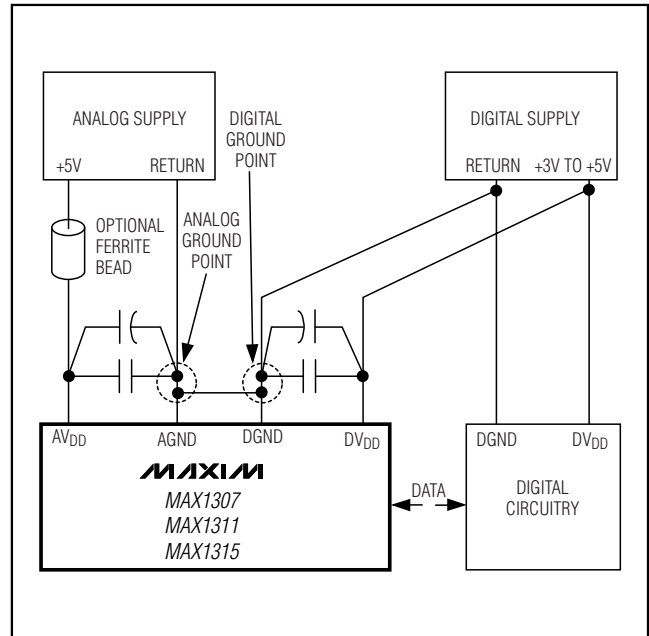 ANALOG SUPPLY
+5V RETURN
DIGITAL
GROUND
POINT
DIGITAL SUPPLY
RETURN +3V TO +5V
OPTIONAL
FERRITE
BEAD
ANALOG
GROUND
POINT
AVDD AGND DGND DVDD
MAXIM
MAX1307
MAX1311
MAX1315
DATA
DGND DVDD
DIGITAL
CIRCUITRY